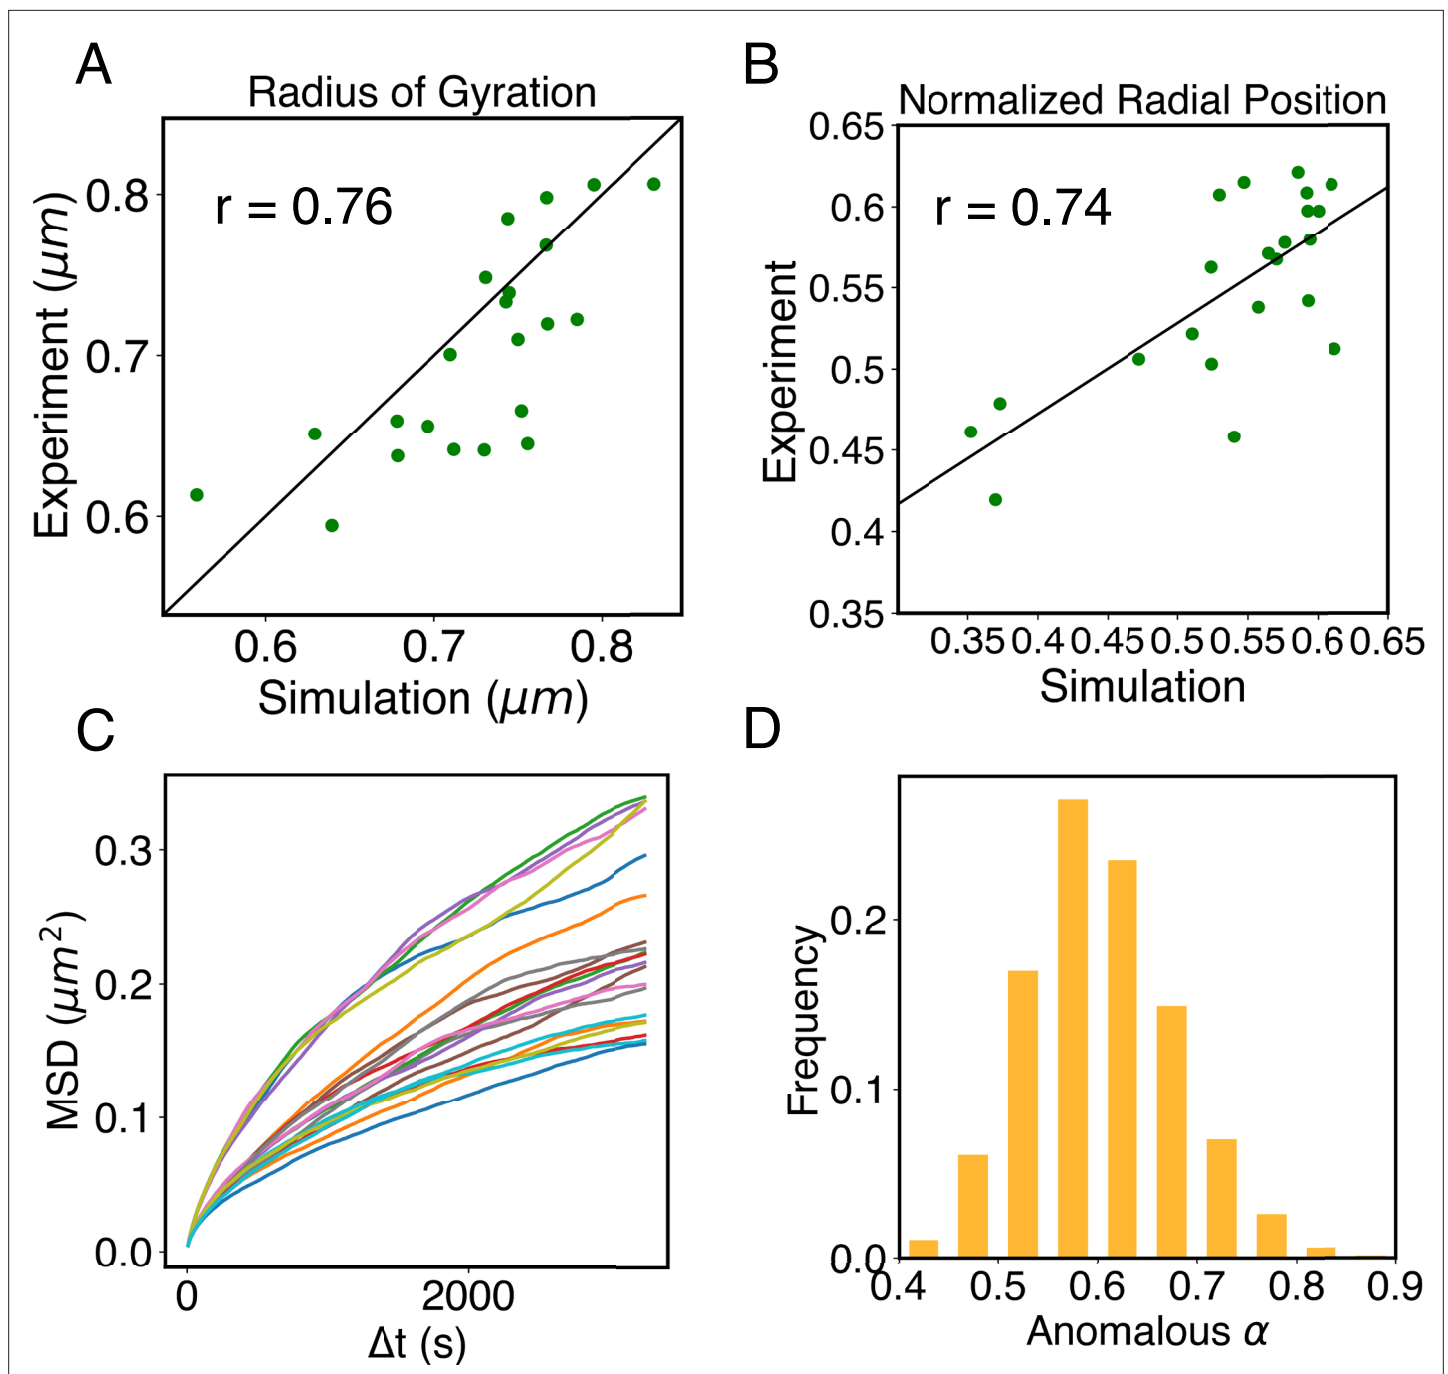 A
Radius of Gyration
r = 0.76
Experiment (μm)
0.8
0.7
0.6
0.6 0.7 0.8
Simulation (μm)
B
Normalized Radial Position
r = 0.74
Experiment
0.65
0.6
0.55
0.5
0.45
0.4
0.35
0.35 0.4 0.45 0.5 0.55 0.6 0.65
Simulation
C
MSD (μm²)
0.3
0.2
0.1
0.0
0 2000
Δt (s)
D
Frequency
0.2
0.1
0.0
0.4 0.5 0.6 0.7 0.8 0.9
Anomalous α